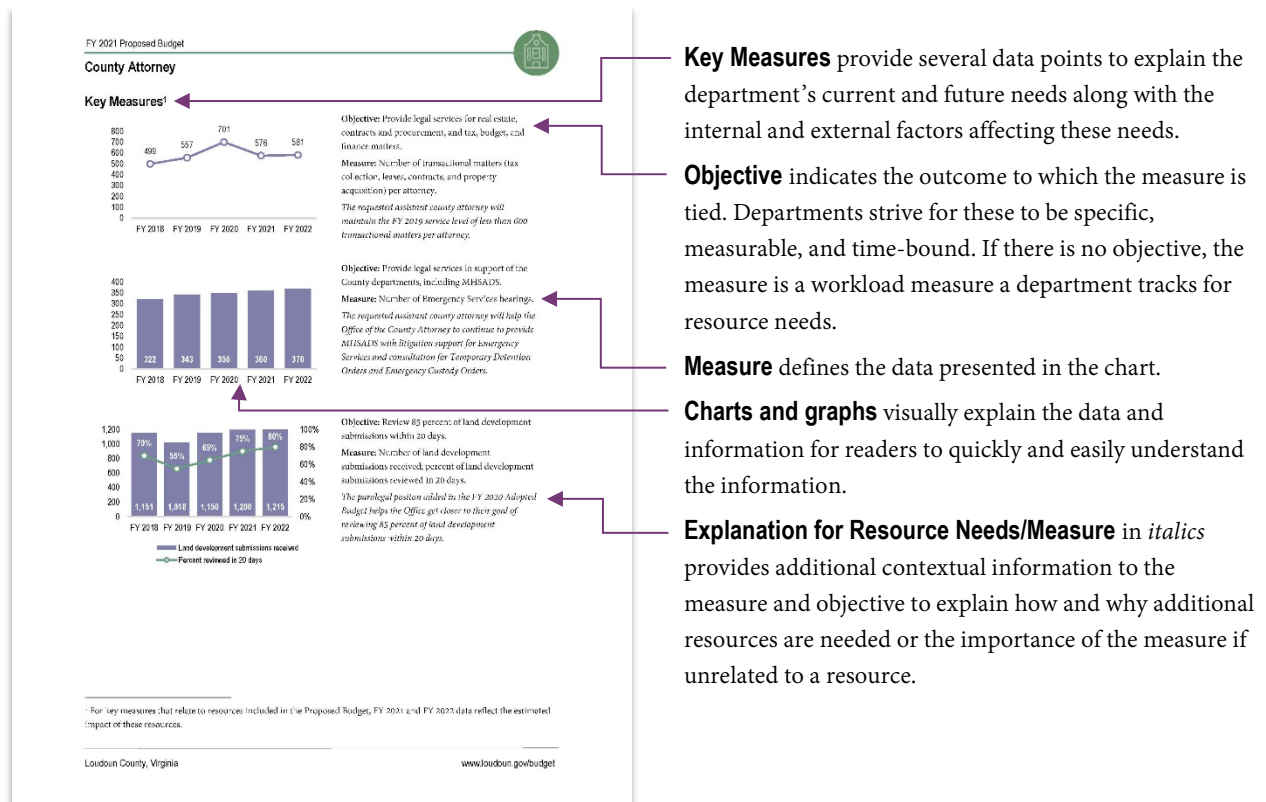 FY 2021 Proposed Budget
County Attorney
Key Measures¹
800
700
600
500
400
300
200
100
0
499
557
701
576
581
FY 2018 FY 2019 FY 2020 FY 2021 FY 2022
Objective: Provide legal services for real estate,
contracts and procurement, and tax, budget, and
finance matters.
Measure: Number of transactional matters (tax
collection, leases, contracts, and property
acquisition) per attorney.
The requested assistant county attorney will
maintain the FY 2019 service level of less than 600
transactional matters per attorney.
400
350
300
250
200
150
100
50
0
322 343 350 360 370
FY 2018 FY 2019 FY 2020 FY 2021 FY 2022
Objective: Provide legal services in support of the
County departments, including MHSADS.
Measure: Number of Emergency Services hearings.
The requested assistant county attorney will help the
Office of the County Attorney to continue to provide
MHSADS with litigation support for Emergency
Services and consultation for Temporary Detention
Orders and Emergency Custody Orders.
1,200
1,000
800
600
400
200
0
70% 55% 65% 75% 80%
1,151 1,018 1,150 1,200 1,215
100%
80%
60%
40%
20%
0%
FY 2018 FY 2019 FY 2020 FY 2021 FY 2022
Land development submissions received
Percent reviewed in 20 days
Objective: Review 85 percent of land development
submissions within 20 days.
Measure: Number of land development
submissions received; percent of land development
submissions reviewed in 20 days.
The paralegal position added in the FY 2020 Adopted
Budget helps the Office get closer to their goal of
reviewing 85 percent of land development
submissions within 20 days.
¹ For key measures that relate to resources included in the Proposed Budget, FY 2021 and FY 2022 data reflect the estimated
impact of these resources.
Loudoun County, Virginia
www.loudoun.gov/budget
Key Measures provide several data points to explain the
department’s current and future needs along with the
internal and external factors affecting these needs.
Objective indicates the outcome to which the measure is
tied. Departments strive for these to be specific,
measurable, and time-bound. If there is no objective, the
measure is a workload measure a department tracks for
resource needs.
Measure defines the data presented in the chart.
Charts and graphs visually explain the data and
information for readers to quickly and easily understand
the information.
Explanation for Resource Needs/Measure in italics
provides additional contextual information to the
measure and objective to explain how and why additional
resources are needed or the importance of the measure if
unrelated to a resource.